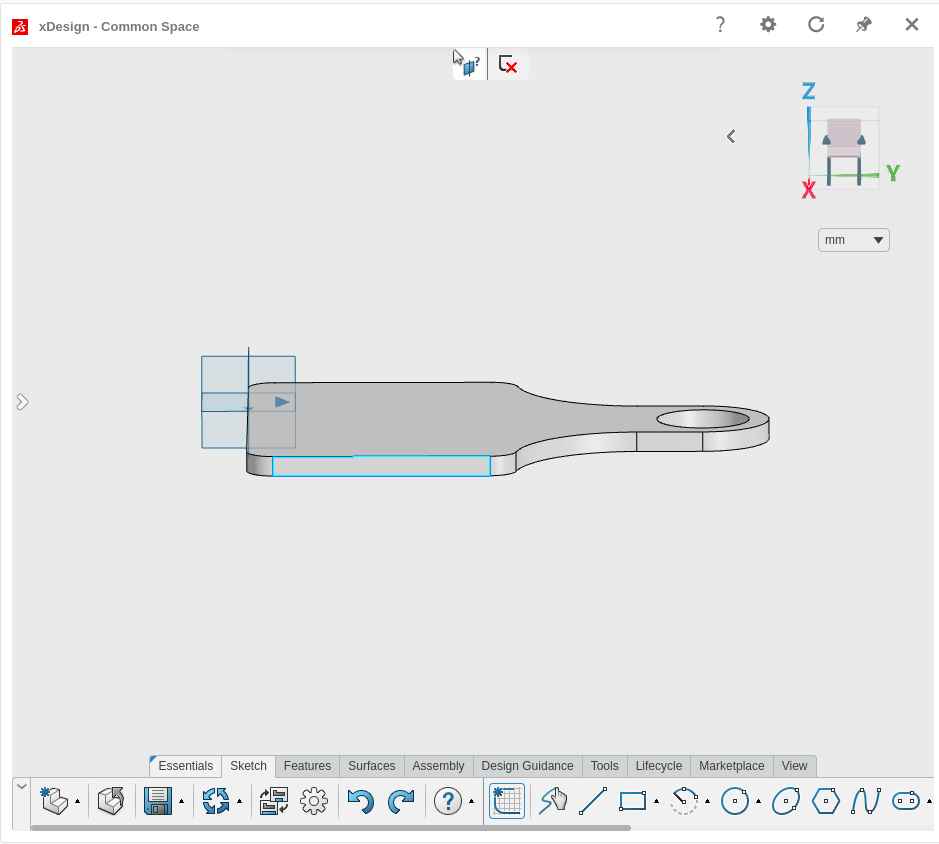 xDesign - Common Space
?
?
Z
Y
X
mm
Essentials Sketch Features Surfaces Assembly Design Guidance Tools Lifecycle Marketplace View
?